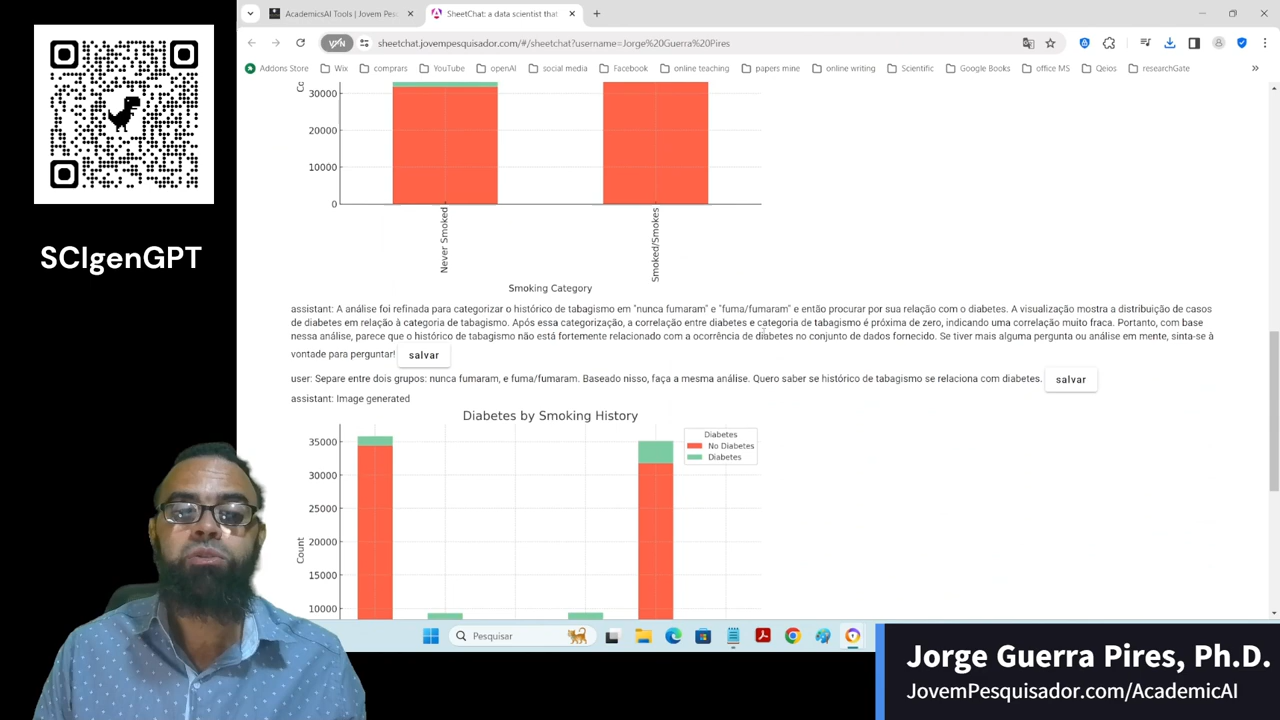 SCIgenGPT
AcademicsAI Tools | Jovem Pes
SheetChat: a data scientist that
sheetchat.jovempesquisador.com/#/sheetchat?username=Jorge%20Guerra%20Pires
Addons Store
Wix
comprars
YouTube
openAI
social media
Facebook
online teaching
papers mine
online writing
Scientific
Google Books
office MS
Qeios
researchGate
30000
20000
10000
0
Never Smoked
Smoked/Smokes
Smoking Category
assistant: A análise foi refinada para categorizar o histórico de tabagismo em "nunca fumaram" e "fuma/fumaram" e então procurar por sua relação com o diabetes. A visualização mostra a distribuição de casos
de diabetes em relação à categoria de tabagismo. Após essa categorização, a correlação entre diabetes e categoria de tabagismo é próxima de zero, indicando uma correlação muito fraca. Portanto, com base
nessa análise, parece que o histórico de tabagismo não está fortemente relacionado com a ocorrência de diabetes no conjunto de dados fornecido. Se tiver mais alguma pergunta ou análise em mente, sinta-se à
vontade para perguntar! salvar
user: Separe entre dois grupos: nunca fumaram, e fuma/fumaram. Baseado nisso, faça a mesma análise. Quero saber se histórico de tabagismo se relaciona com diabetes. salvar
assistant: Image generated
Diabetes by Smoking History
Diabetes
No Diabetes
Diabetes
35000
30000
25000
20000
15000
10000
Count
Pesquisar
Jorge Guerra Pires, Ph.D.
JovemPesquisador.com/AcademicAI